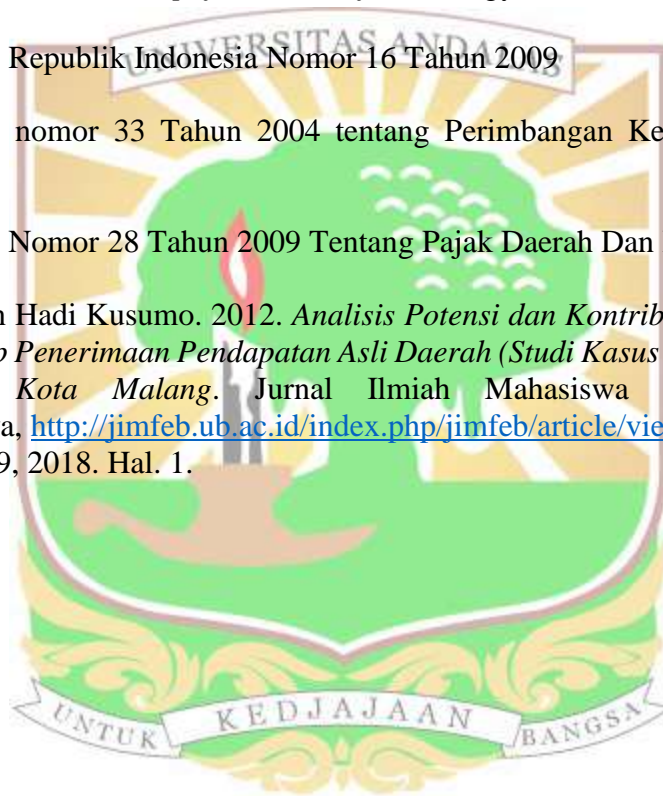 UNIVERSITAS ANDALAS
Republik Indonesia Nomor 16 Tahun 2009
nomor 33 Tahun 2004 tentang Perimbangan Ke
Nomor 28 Tahun 2009 Tentang Pajak Daerah Dan
n Hadi Kusumo. 2012. Analisis Potensi dan Kontrib
p Penerimaan Pendapatan Asli Daerah (Studi Kasus
Kota Malang. Jurnal Ilmiah Mahasiswa
a, http://jimfeb.ub.ac.id/index.php/jimfeb/article/vie
9, 2018. Hal. 1.
UNTUK KEDJAJAAN BANGSA